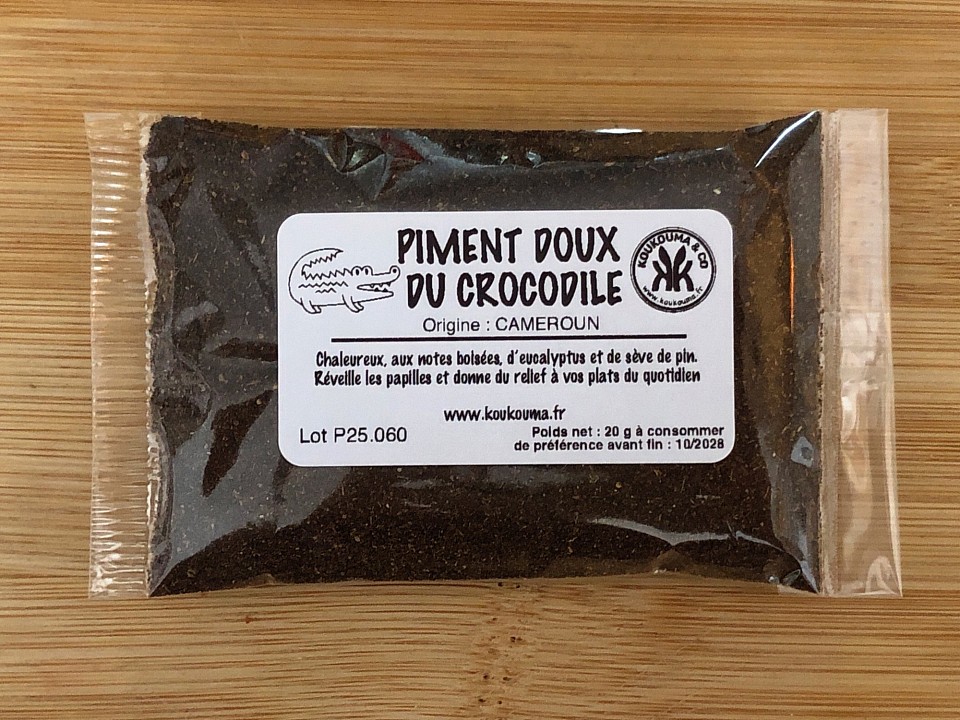 PIMENT DOUX
DU CROCODILE
KOUKOUMA & CO
www.koukouma.fr
Origine : CAMEROUN
Chaleureux, aux notes boisées, d'eucalyptus et de sève de pin.
Réveille les papilles et donne du relief à vos plats du quotidien
www.koukouma.fr
Lot P25.060
Poids net : 20 g à consommer
de préférence avant fin : 10/2028